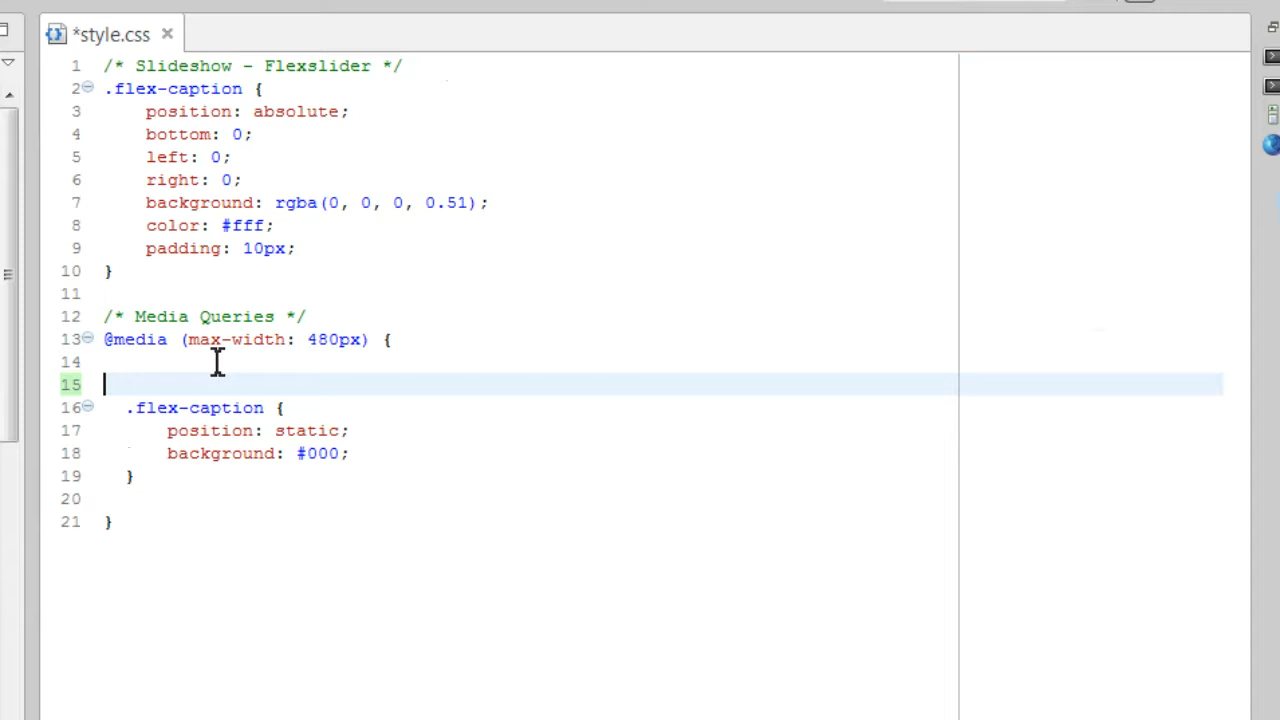 *style.css
1 /* Slideshow - Flexslider */
2 .flex-caption {
3 position: absolute;
4 bottom: 0;
5 left: 0;
6 right: 0;
7 background: rgba(0, 0, 0, 0.51);
8 color: #fff;
9 padding: 10px;
10 }
11
12 /* Media Queries */
13 @media (max-width: 480px) {
14
15
16 .flex-caption {
17 position: static;
18 background: #000;
19 }
20
21 }